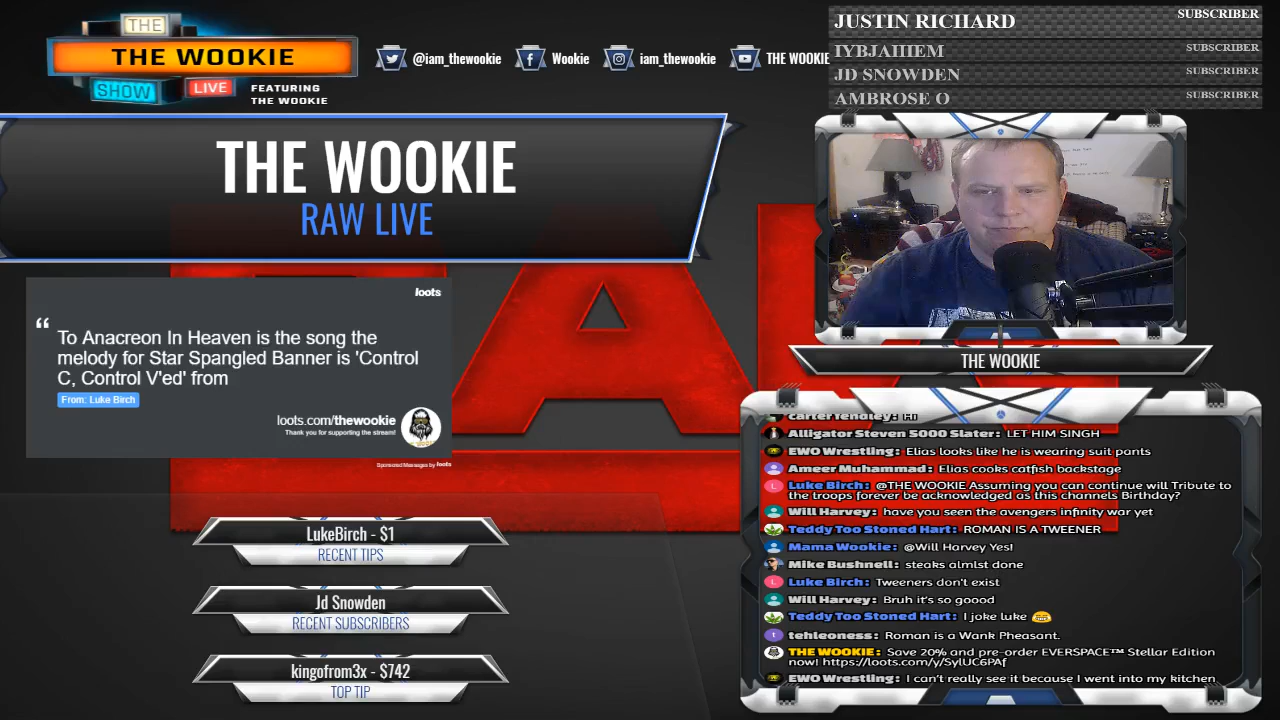 THE
THE WOOKIE
SHOW
LIVE
FEATURING
THE WOOKIE
@iam_thewookie
Wookie
iam_thewookie
THE WOOKIE
JUSTIN RICHARD SUBSCRIBER
IYBJAHIEM SUBSCRIBER
JD SNOWDEN SUBSCRIBER
AMBROSE O SUBSCRIBER
THE WOOKIE
RAW LIVE
loots
“ To Anacreon In Heaven is the song the
melody for Star Spangled Banner is 'Control
C, Control V'ed' from
From: Luke Birch
loots.com/thewookie
Thank you for supporting the stream!
Sponsored Messages by loots
LukeBirch - $1
RECENT TIPS
Jd Snowden
RECENT SUBSCRIBERS
kingofrom3x - $742
TOP TIP
THE WOOKIE
CarterYendley: Hi
Alligator Steven 5000 Slater: LET HIM SINGH
EWO Wrestling: Elias looks like he is wearing suit pants
Ameer Muhammad: Elias cooks catfish backstage
Luke Birch: @THE WOOKIE Assuming you can continue will Tribute to
the troops forever be acknowledged as this channels Birthday?
Will Harvey: have you seen the avengers infinity war yet
Teddy Too Stoned Hart: ROMAN IS A TWEENER
Mama Wookie: @Will Harvey Yes!
Mike Bushnell: steaks almlst done
Luke Birch: Tweeners don't exist
Will Harvey: Bruh it's so goood
Teddy Too Stoned Hart: I joke luke 😂
tehleoness: Roman is a Wank Pheasant.
THE WOOKIE: Save 20% and pre-order EVERSPACE™ Stellar Edition
now! https://loots.com/y/SylUC6PAf
EWO Wrestling: I can't really see it because I went into my kitchen